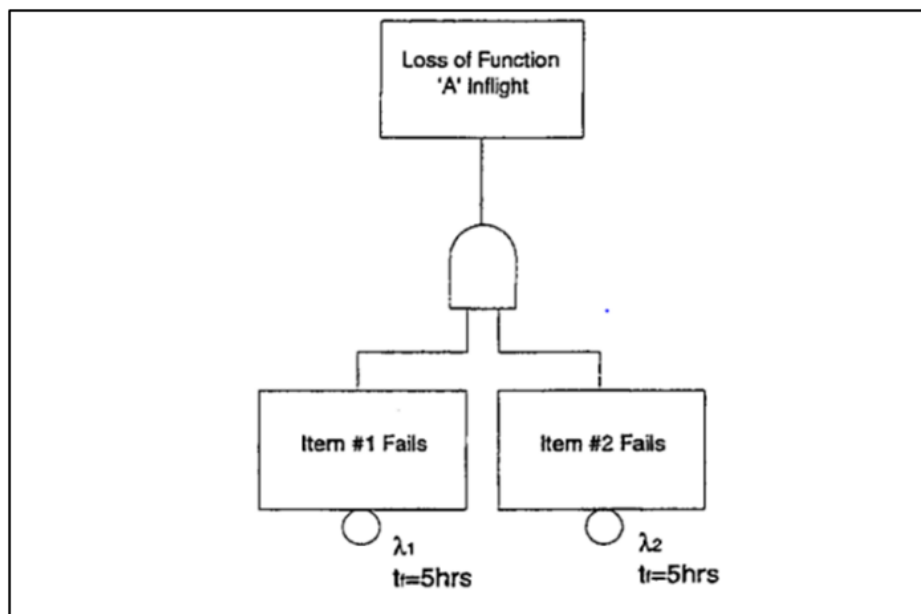 Loss of Function
'A' Inflight
Item #1 Fails
Item #2 Fails
λ1
tf=5hrs
λ2
tf=5hrs